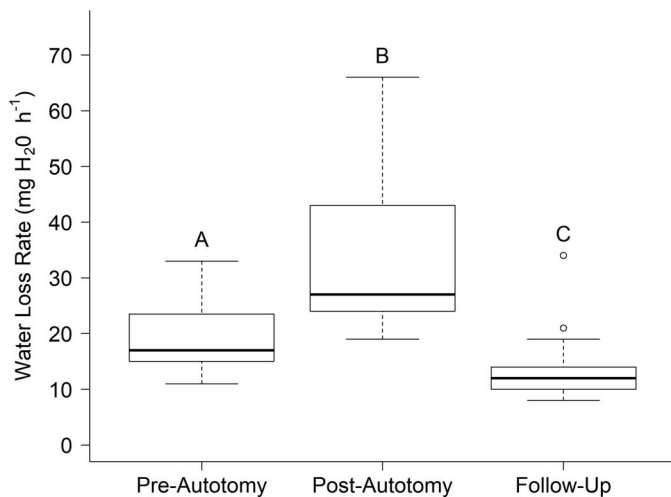 Water Loss Rate (mg H₂0 h⁻¹)
70
60
50
40
30
20
10
0
A
B
C
Pre-Autotomy Post-Autotomy Follow-Up